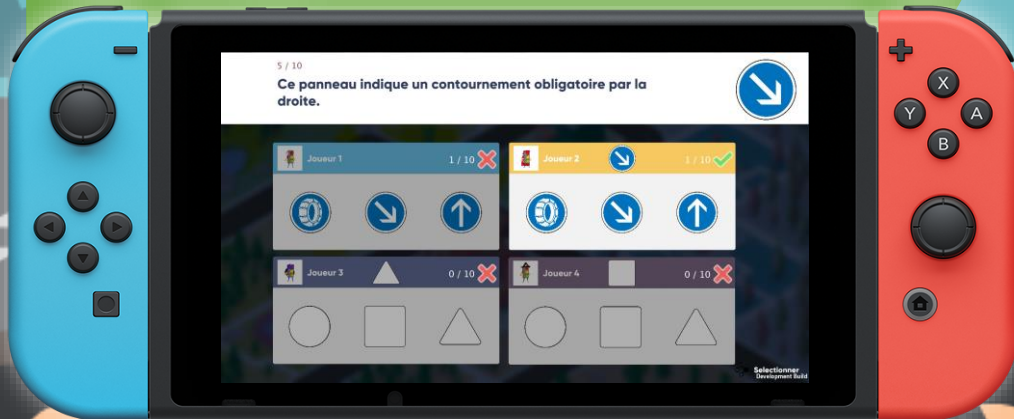 5 / 10
Ce panneau indique un contournement obligatoire par la
droite.
Joueur 1
1 / 10
Joueur 2
1 / 10
Joueur 3
0 / 10
Joueur 4
0 / 10
Selectionner
Development Build
X
Y
A
B